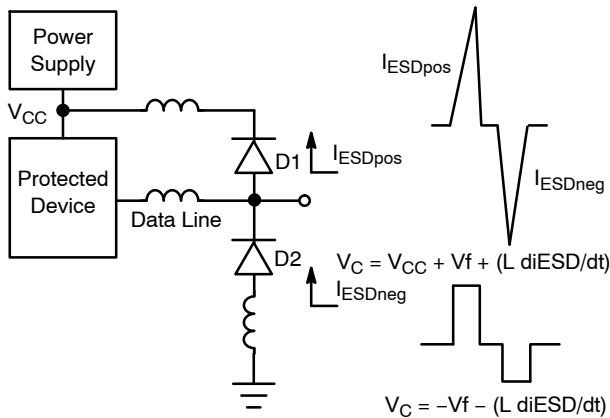 Power
Supply
V_CC
Protected
Device
Data Line
D1
I_ESDpos
D2
I_ESDneg
I_ESDpos
I_ESDneg
V_C = V_CC + Vf + (L diESD/dt)
V_C = −Vf − (L diESD/dt)